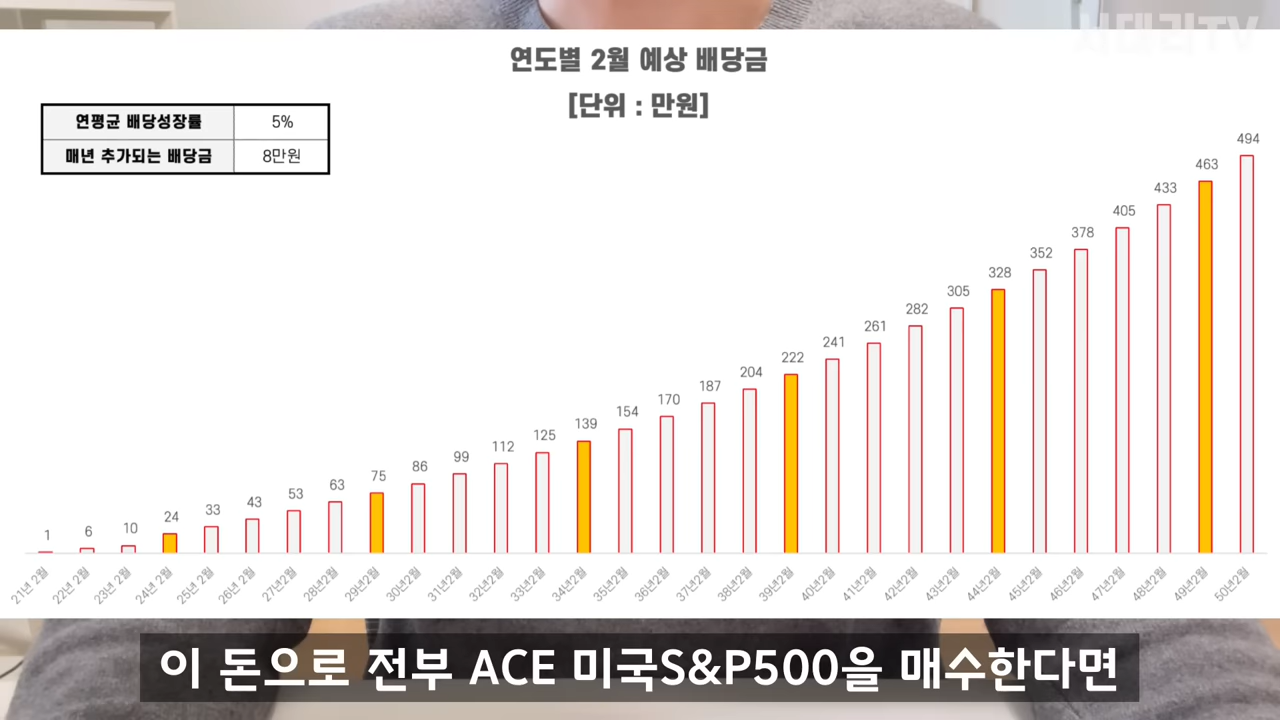 서대리TV
연도별 2월 예상 배당금
[단위 : 만원]
연평균 배당성장률 5%
매년 추가되는 배당금 8만원
1 6 10 24 33 43 53 63 75 86 99 112 125 139 154 170 187 204 222 241 261 282 305 328 352 378 405 433 463 494
21년 2월 22년 2월 23년 2월 24년 2월 25년 2월 26년 2월 27년2월 28년2월 29년2월 30년2월 31년2월 32년2월 33년2월 34년2월 35년2월 36년2월 37년2월 38년2월 39년2월 40년2월 41년2월 42년2월 43년2월 44년2월 45년2월 46년2월 47년2월 48년2월 49년2월 50년2월
이 돈으로 전부 ACE 미국S&P500을 매수한다면